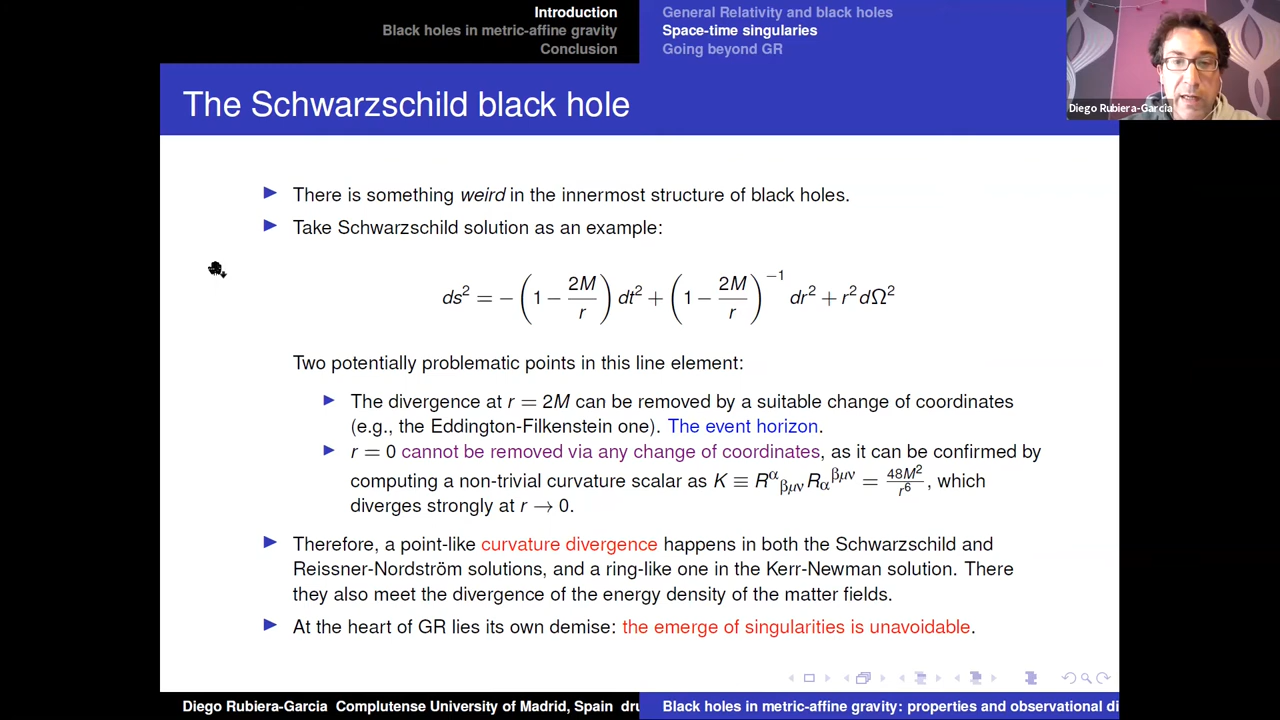 Introduction
Black holes in metric-affine gravity
Conclusion
General Relativity and black holes
Space-time singularies
Going beyond GR
Diego Rubiera-Garcia
The Schwarzschild black hole
There is something weird in the innermost structure of black holes.
Take Schwarzschild solution as an example:
ds² = −(1 − 2M/r) dt² + (1 − 2M/r)⁻¹ dr² + r²dΩ²
Two potentially problematic points in this line element:
The divergence at r = 2M can be removed by a suitable change of coordinates
(e.g., the Eddington-Filkenstein one). The event horizon.
r = 0 cannot be removed via any change of coordinates, as it can be confirmed by
computing a non-trivial curvature scalar as K ≡ R^α_βμν R_α^βμν = 48M²/r⁶, which
diverges strongly at r → 0.
Therefore, a point-like curvature divergence happens in both the Schwarzschild and
Reissner-Nordström solutions, and a ring-like one in the Kerr-Newman solution. There
they also meet the divergence of the energy density of the matter fields.
At the heart of GR lies its own demise: the emerge of singularities is unavoidable.
Diego Rubiera-Garcia Complutense University of Madrid, Spain dru
Black holes in metric-affine gravity: properties and observational di